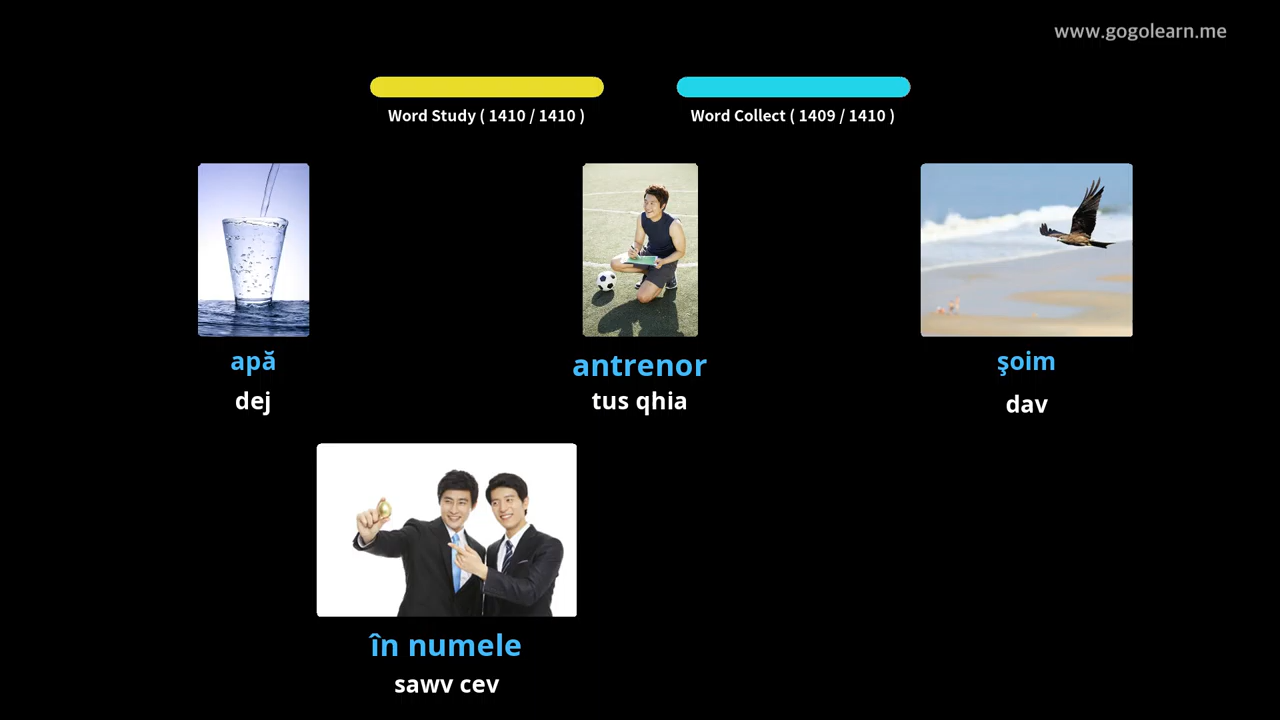 www.gogolearn.me
Word Study ( 1410 / 1410 )
Word Collect ( 1409 / 1410 )
apă
dej
antrenor
tus qhia
şoim
dav
în numele
sawv cev